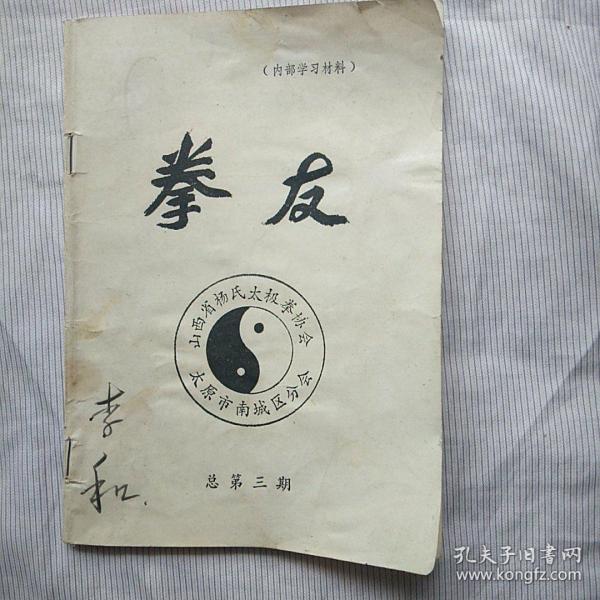 （内部学习材料）
拳友
山西省杨氏太极拳协会
太原市南城区分会
李和.
总第三期
孔夫子旧书网
www.kongfz.com